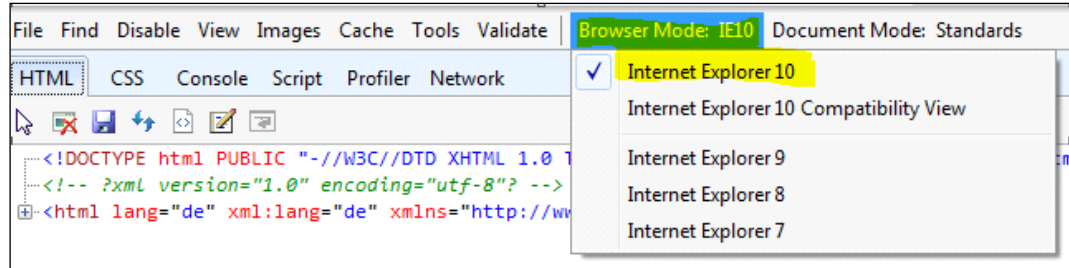 File Find Disable View Images Cache Tools Validate Browser Mode: IE10 Document Mode: Standards
HTML CSS Console Script Profiler Network
Internet Explorer 10
Internet Explorer 10 Compatibility View
Internet Explorer 9
Internet Explorer 8
Internet Explorer 7
<!DOCTYPE html PUBLIC "-//W3C//DTD XHTML 1.0
<!-- ?xml version="1.0" encoding="utf-8"? -->
<html lang="de" xml:lang="de" xmlns="http://